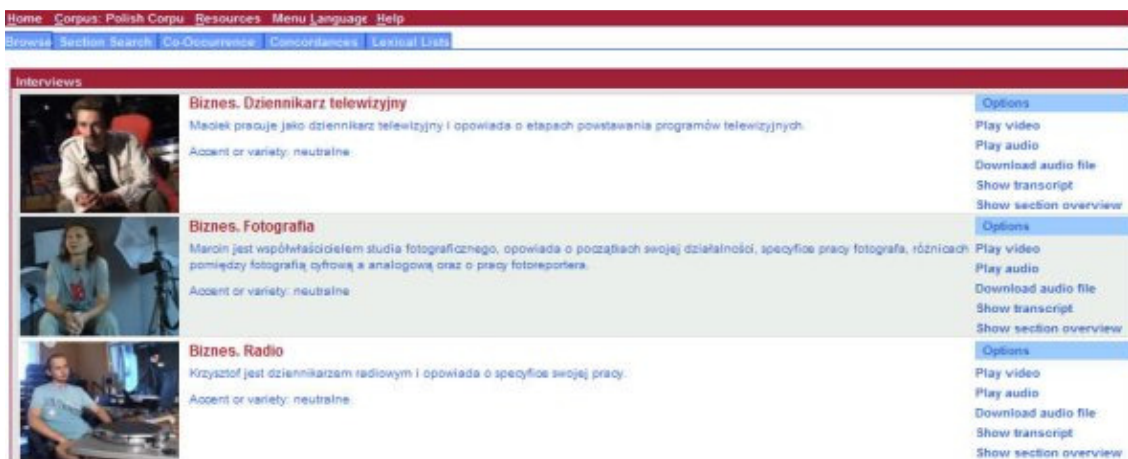 Home Corpus: Polish Corpu Resources Menu Language Help
Browse Section Search Co-Occurrence Concordances Lexical Lists
Interviews
Biznes. Dziennikarz telewizyjny
Maciek pracuje jako dziennikarz telewizyjny i opowiada o etapach powstawania programów telewizyjnych.
Accent or variety: neutralne
Options
Play video
Play audio
Download audio file
Show transcript
Show section overview
Biznes. Fotografia
Marcin jest współwłaścicielem studia fotograficznego, opowiada o początkach swojej działalności, specyfice pracy fotografa, różnicach
pomiędzy fotografią cyfrową a analogową oraz o pracy fotoreportera.
Accent or variety: neutralne
Options
Play video
Play audio
Download audio file
Show transcript
Show section overview
Biznes. Radio
Krzysztof jest dziennikarzem radiowym i opowiada o specyfice swojej pracy.
Accent or variety: neutralne
Options
Play video
Play audio
Download audio file
Show transcript
Show section overview